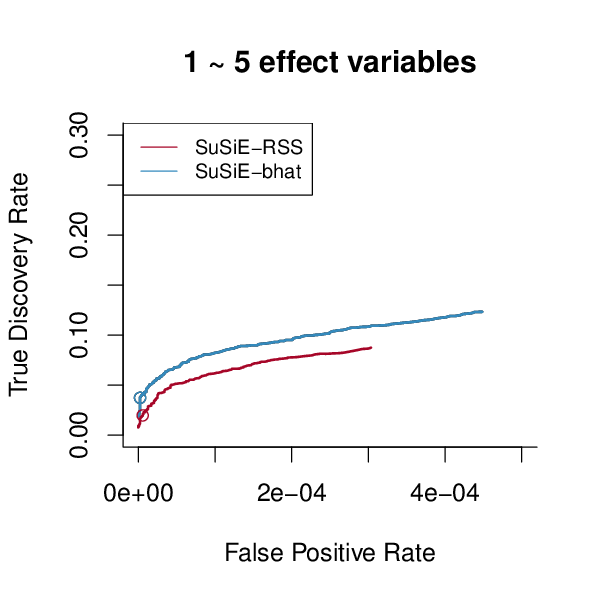 1 ~ 5 effect variables
SuSiE−RSS
SuSiE−bhat
True Discovery Rate
0.30
0.20
0.10
0.00
0e+00 2e−04 4e−04
False Positive Rate